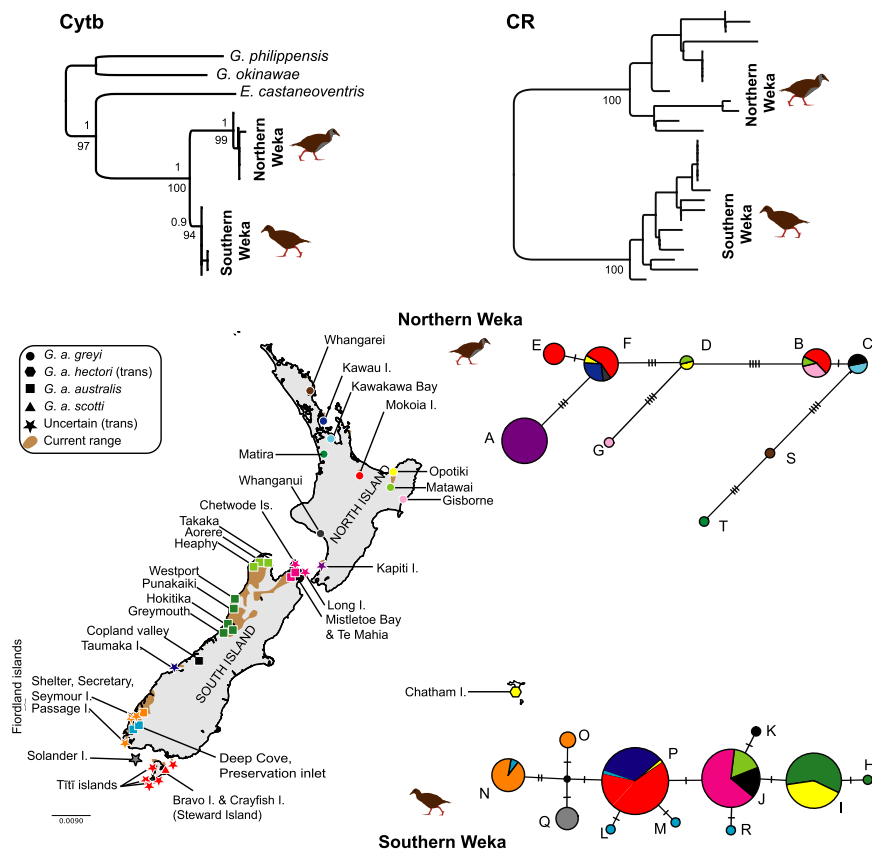 Cytb
G. philippensis
G. okinawae
E. castaneoventris
1
97
1
100
1
99
0.9
94
Northern
Weka
Southern
Weka
CR
100
100
Northern
Weka
Southern
Weka
Northern Weka
G. a. greyi
G. a. hectori (trans)
G. a. australis
G. a. scotti
Uncertain (trans)
Current range
Whangarei
Kawau I.
Kawakawa Bay
Mokoia I.
Matira
Opotiki
Matawai
Gisborne
Whanganui
Chetwode Is.
Takaka
Aorere
Heaphy
Kapiti I.
Westport
Punakaiki
Hokitika
Greymouth
Long I.
Mistletoe Bay
& Te Mahia
Copland valley
Taumaka I.
Fiordland islands
Shelter, Secretary,
Seymour I.
Passage I.
Solander I.
Deep Cove,
Preservation inlet
Tītī islands
Bravo I. & Crayfish I.
(Steward Island)
NORTH ISLAND
SOUTH ISLAND
Chatham I.
0.0090
E
F
D
B
C
A
G
S
T
O
P
K
N
H
J
I
Q
L
M
R
Southern Weka